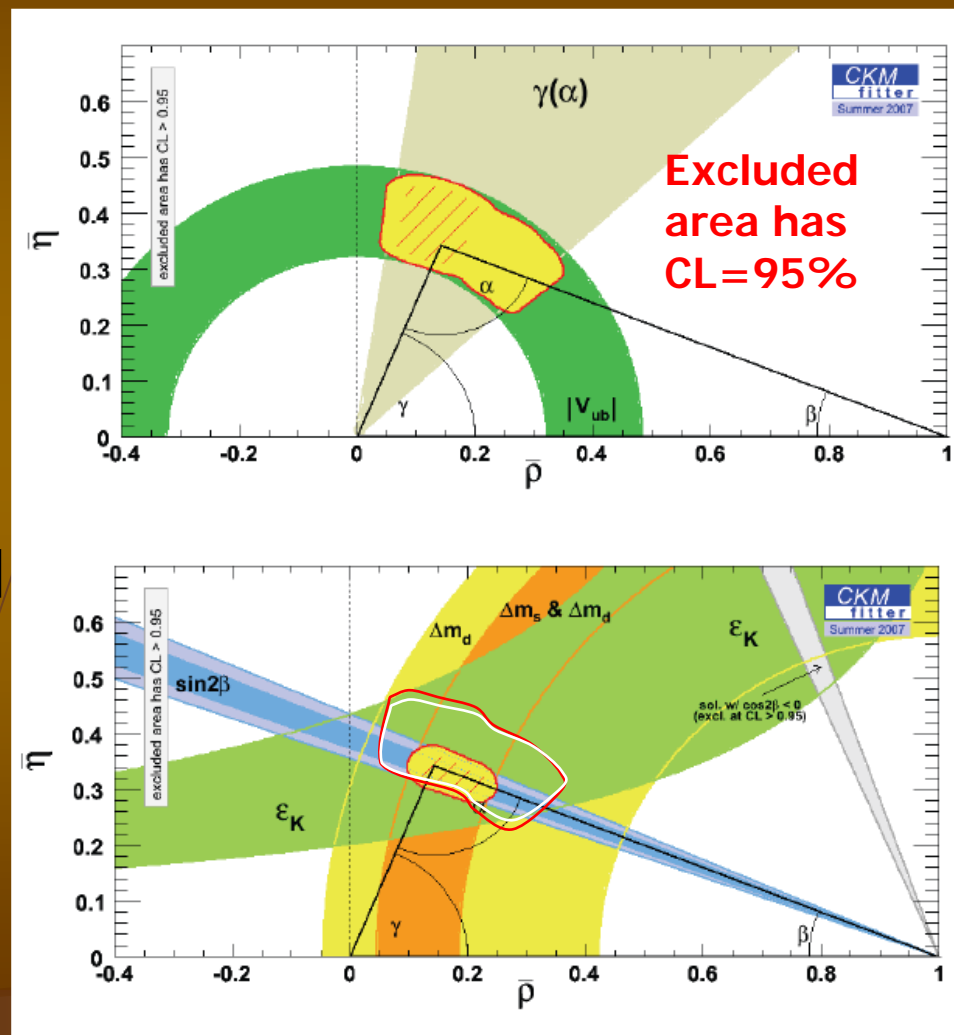 0.6
0.5
0.4
0.3
0.2
0.1
0
η̄
excluded area has CL > 0.95
γ(α)
CKM
fitter
Summer 2007
Excluded
area has
CL=95%
α
γ
|V_ub|
β
-0.4 -0.2 0 0.2 0.4 0.6 0.8 1
ρ̄
0.6
0.5
0.4
0.3
0.2
0.1
0
η̄
excluded area has CL > 0.95
sin2β
Δm_d
Δm_s & Δm_d
ε_K
CKM
fitter
Summer 2007
sol. w/ cos2β < 0
(excl. at CL > 0.95)
ε_K
γ
β
-0.4 -0.2 0 0.2 0.4 0.6 0.8 1
ρ̄